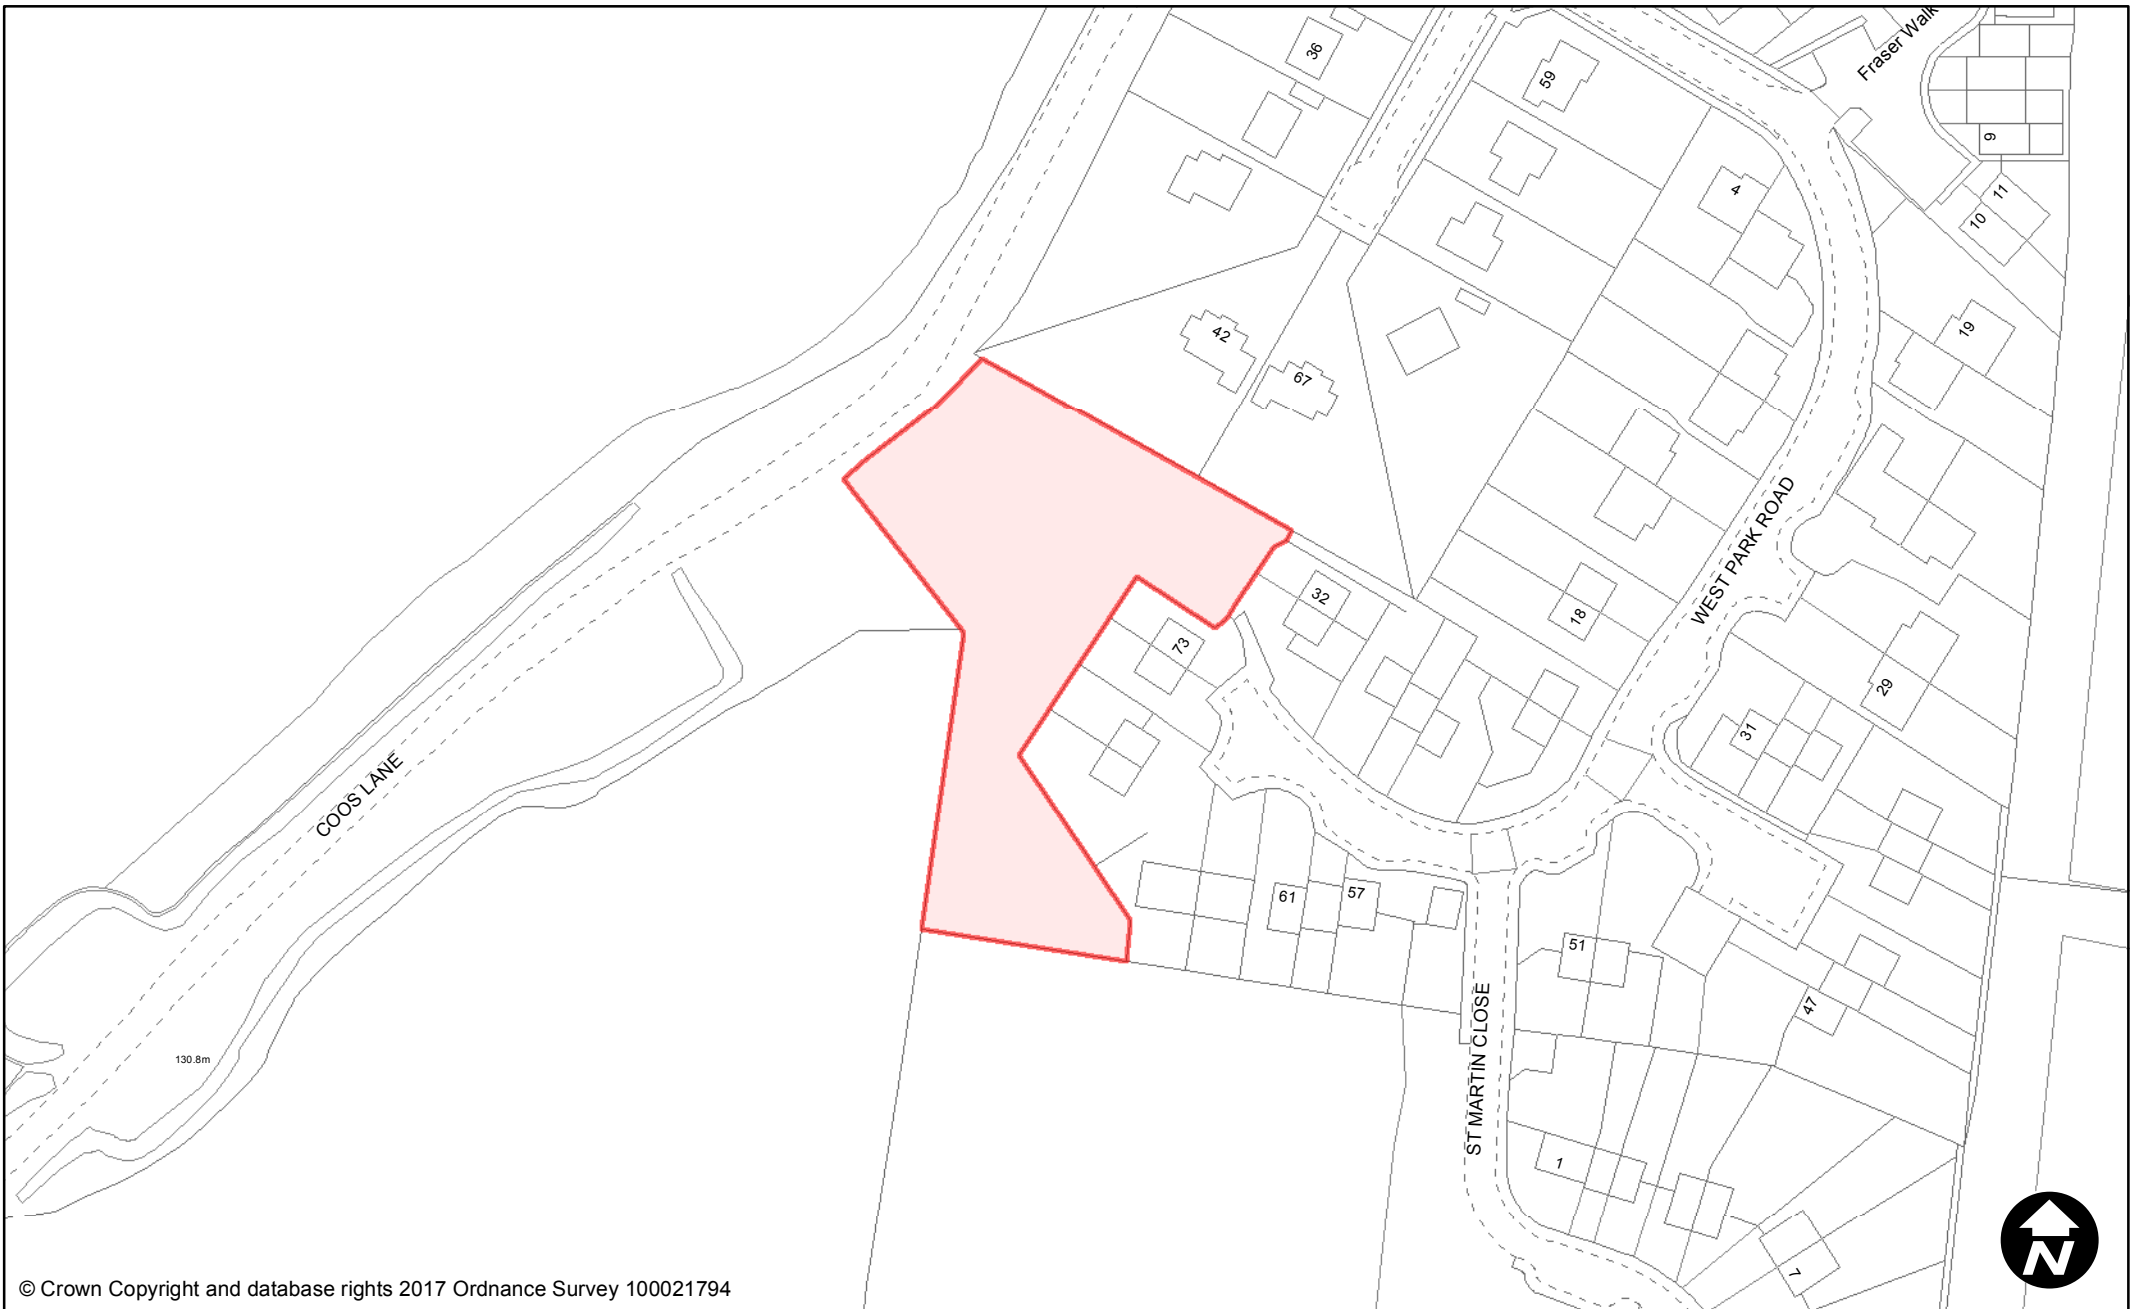 36
59
Fraser Walk
9
4
11
10
42
19
67
WEST PARK ROAD
32
18
73
29
31
COOS LANE
61
57
51
47
ST MARTIN CLOSE
130.8m
1
7
N
© Crown Copyright and database rights 2017 Ordnance Survey 100021794